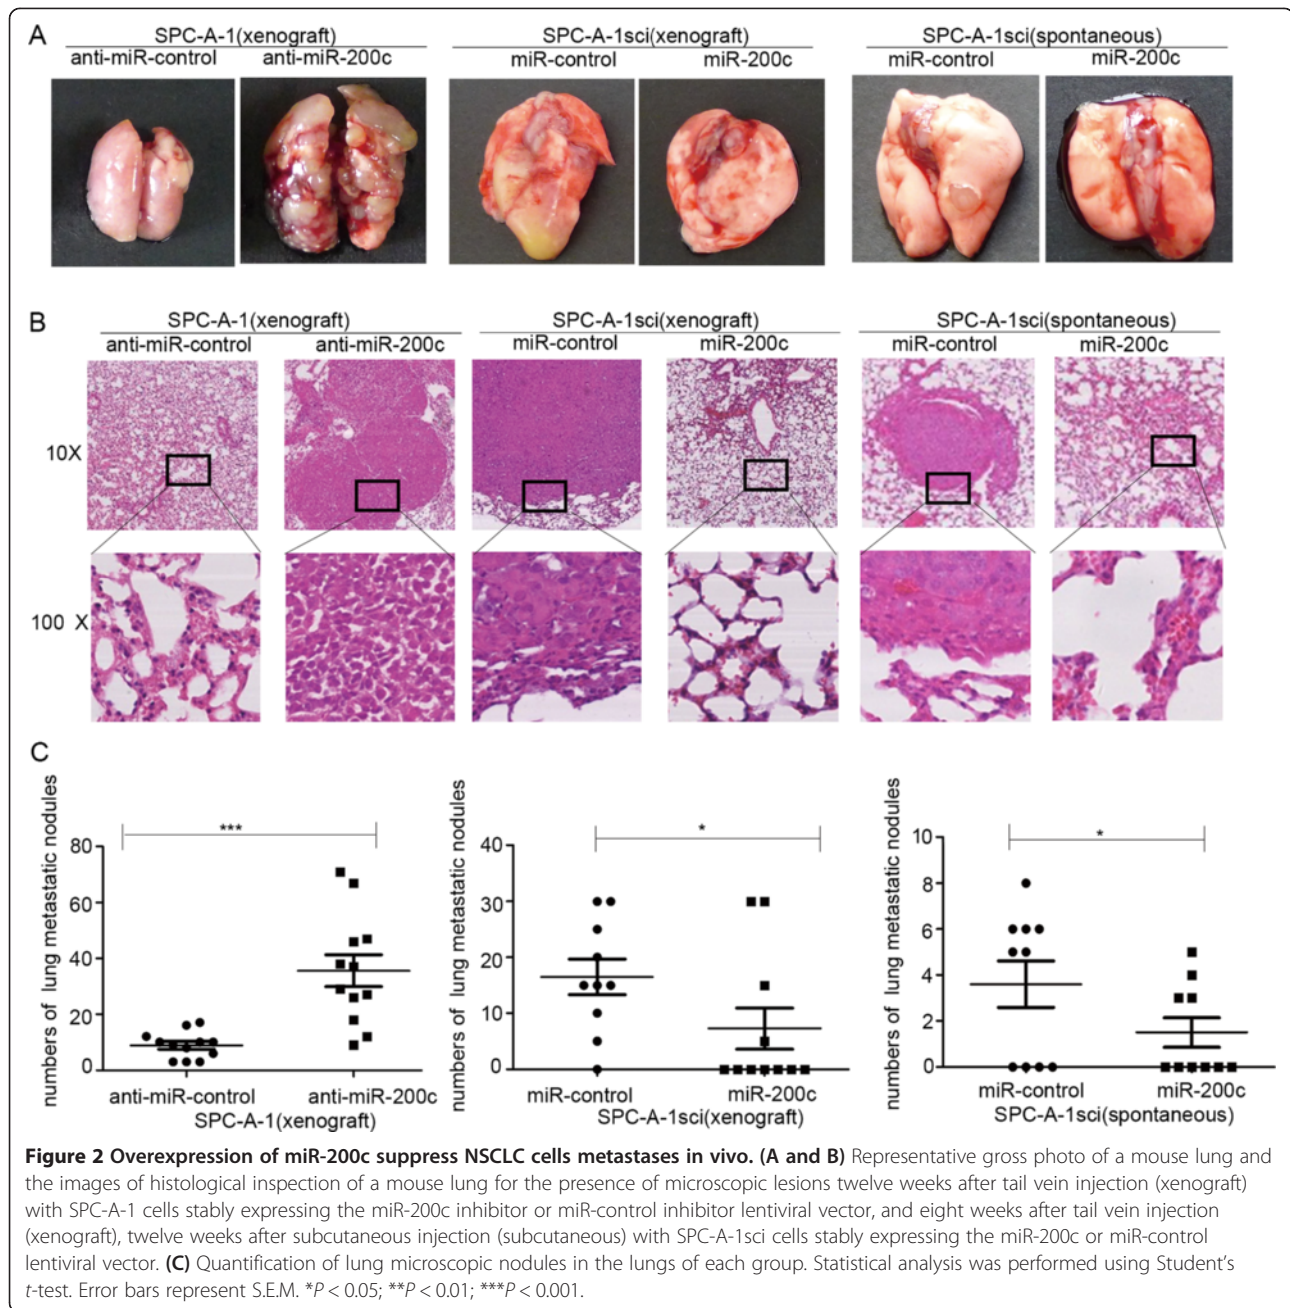 A
SPC-A-1(xenograft)
anti-miR-control anti-miR-200c
SPC-A-1sci(xenograft)
miR-control miR-200c
SPC-A-1sci(spontaneous)
miR-control miR-200c
B
SPC-A-1(xenograft)
anti-miR-control anti-miR-200c
SPC-A-1sci(xenograft)
miR-control miR-200c
SPC-A-1sci(spontaneous)
miR-control miR-200c
10X
100 X
C
numbers of lung metastatic nodules
80
60
40
20
0
***
anti-miR-control anti-miR-200c
SPC-A-1(xenograft)
numbers of lung metastatic nodules
40
30
20
10
0
*
miR-control miR-200c
SPC-A-1sci(xenograft)
numbers of lung metastatic nodules
10
8
6
4
2
0
*
miR-control miR-200c
SPC-A-1sci(spontaneous)
Figure 2 Overexpression of miR-200c suppress NSCLC cells metastases in vivo. (A and B) Representative gross photo of a mouse lung and
the images of histological inspection of a mouse lung for the presence of microscopic lesions twelve weeks after tail vein injection (xenograft)
with SPC-A-1 cells stably expressing the miR-200c inhibitor or miR-control inhibitor lentiviral vector, and eight weeks after tail vein injection
(xenograft), twelve weeks after subcutaneous injection (subcutaneous) with SPC-A-1sci cells stably expressing the miR-200c or miR-control
lentiviral vector. (C) Quantification of lung microscopic nodules in the lungs of each group. Statistical analysis was performed using Student's
t-test. Error bars represent S.E.M. *P < 0.05; **P < 0.01; ***P < 0.001.